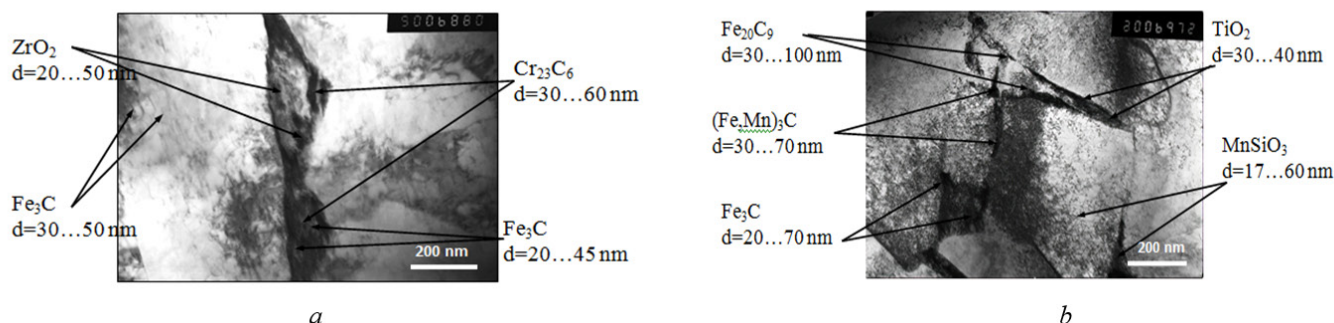 ZrO₂
d=20…50 nm
Fe₃C
d=30…50 nm
9006880
Cr₂₃C₆
d=30…60 nm
Fe₃C
d=20…45 nm
200 nm
a
Fe₂₀C₉
d=30…100 nm
(Fe,Mn)₃C
d=30…70 nm
Fe₃C
d=20…70 nm
TiO₂
d=30…40 nm
MnSiO₃
d=17…60 nm
200 nm
b